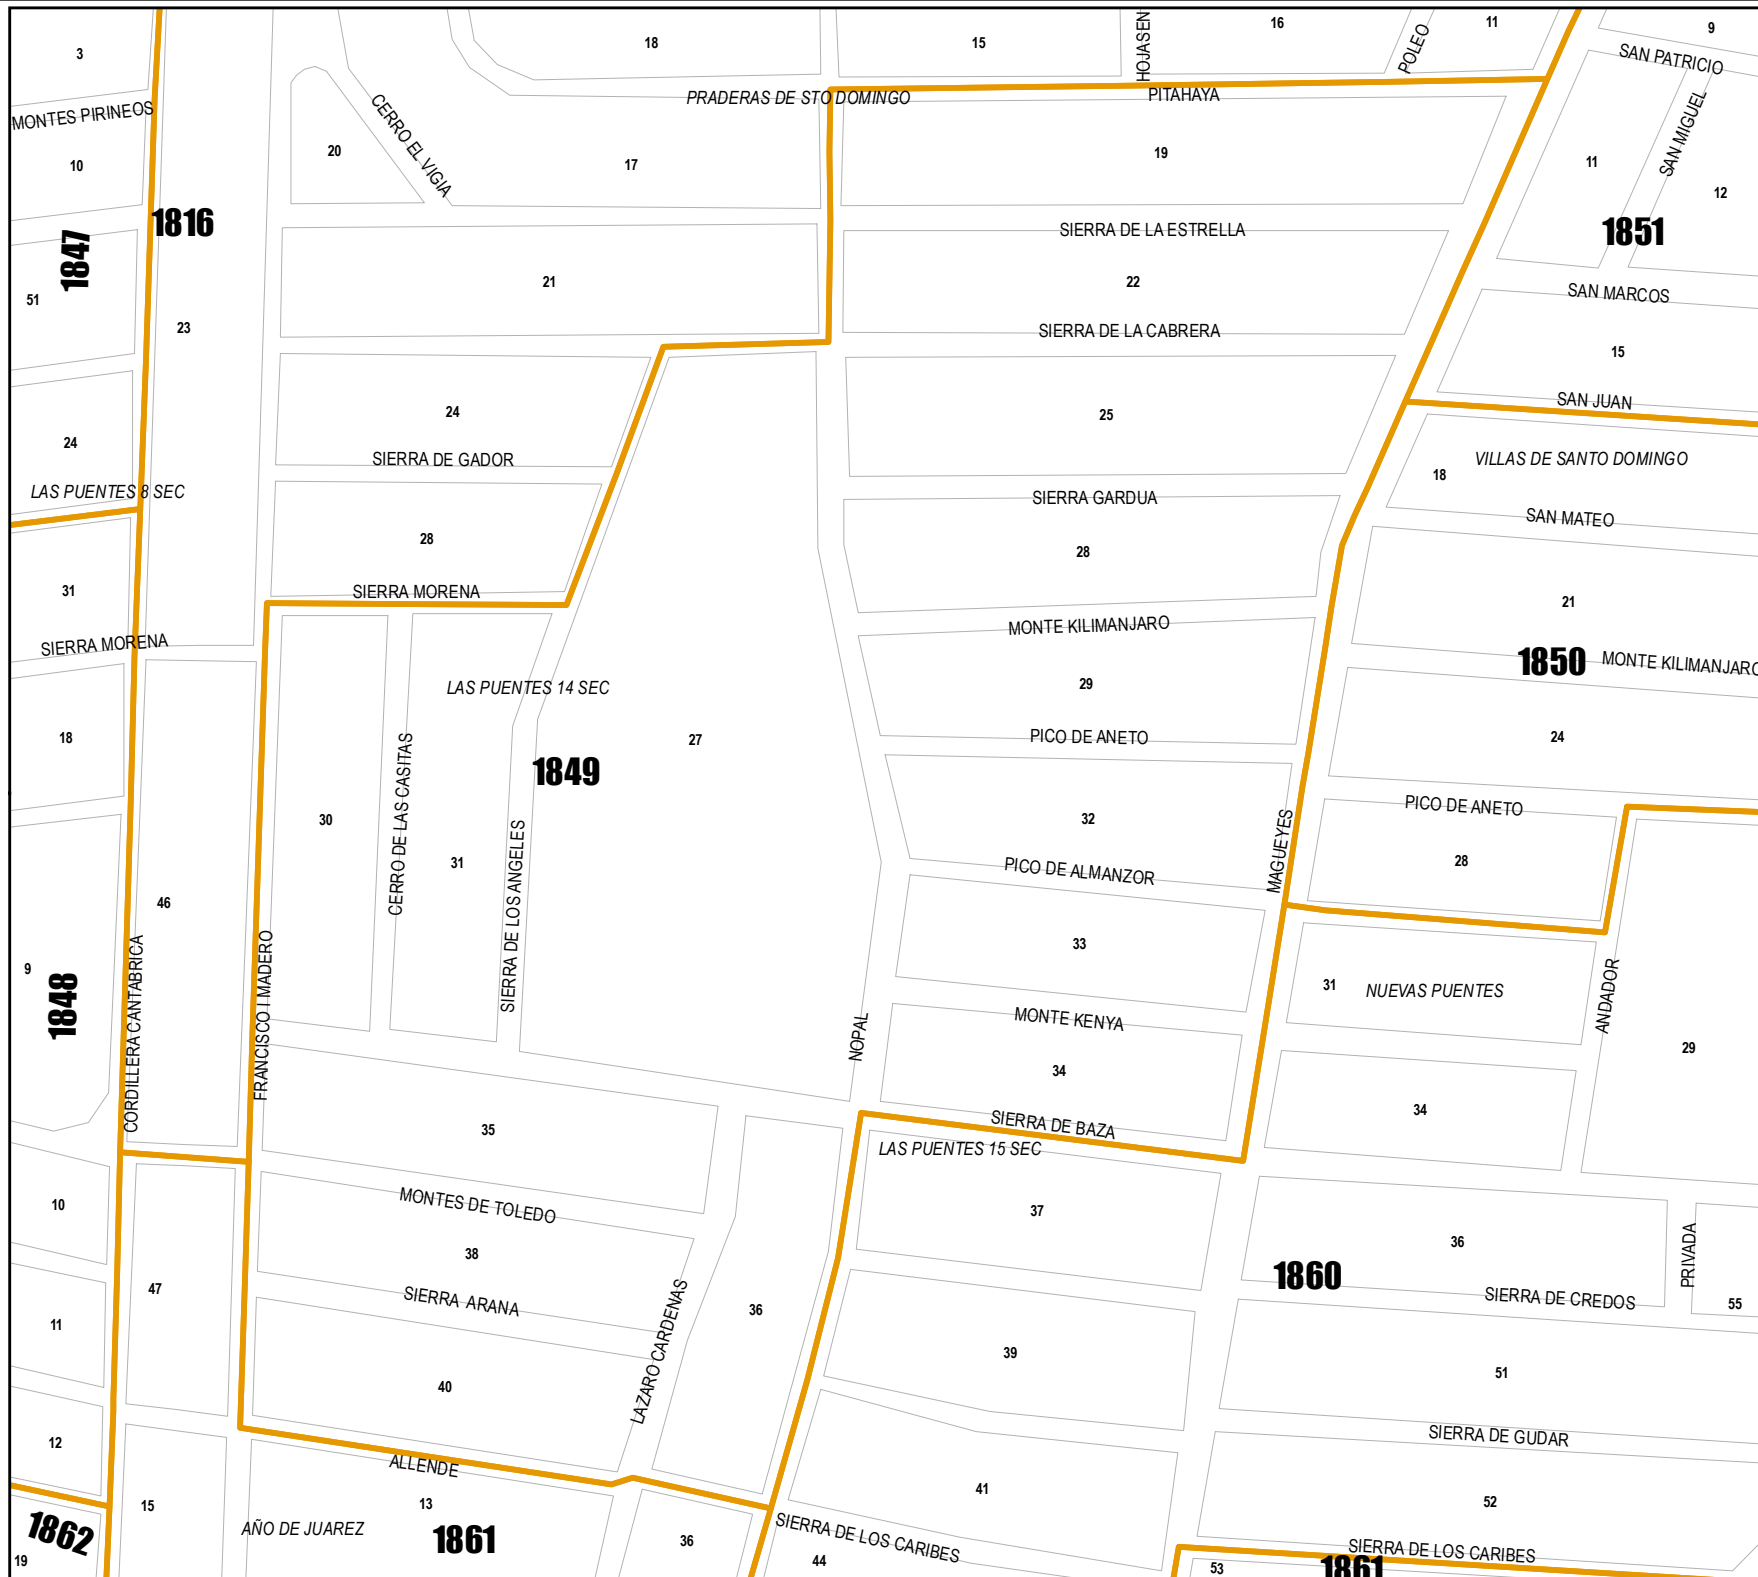 3
18
15
HOJASEN
16
POLEO
11
9
SAN PATRICIO
MONTES PIRINEOS
CERRO EL VIGIA
PRADERAS DE STO DOMINGO
PITAHAYA
SAN MIGUEL
10
20
17
19
11
12
1816
1847
SIERRA DE LA ESTRELLA
1851
51
23
21
22
SAN MARCOS
SIERRA DE LA CABRERA
15
24
24
25
SAN JUAN
SIERRA DE GADOR
VILLAS DE SANTO DOMINGO
18
LAS PUENTES 8 SEC
SIERRA GARDUA
SAN MATEO
28
28
31
SIERRA MORENA
21
SIERRA MORENA
MONTE KILIMANJARO
1850
MONTE KILIMANJARO
LAS PUENTES 14 SEC
29
18
27
PICO DE ANETO
24
1849
CERRO DE LAS CASITAS
30
31
32
PICO DE ANETO
MAGUEYES
28
SIERRA DE LOS ANGELES
PICO DE ALMANZOR
46
33
9
1848
CORDILLERA CANTABRICA
FRANCISCO I MADERO
31
NUEVAS PUENTES
ANDADOR
NOPAL
MONTE KENYA
29
34
34
35
SIERRA DE BAZA
LAS PUENTES 15 SEC
10
MONTES DE TOLEDO
37
38
36
PRIVADA
1860
47
SIERRA ARANA
LAZARO CARDENAS
36
SIERRA DE CREDOS
55
11
39
40
51
12
SIERRA DE GUDAR
ALLENDE
41
15
13
52
1862
AÑO DE JUAREZ
1861
36
SIERRA DE LOS CARIBES
SIERRA DE LOS CARIBES
19
44
53
1861